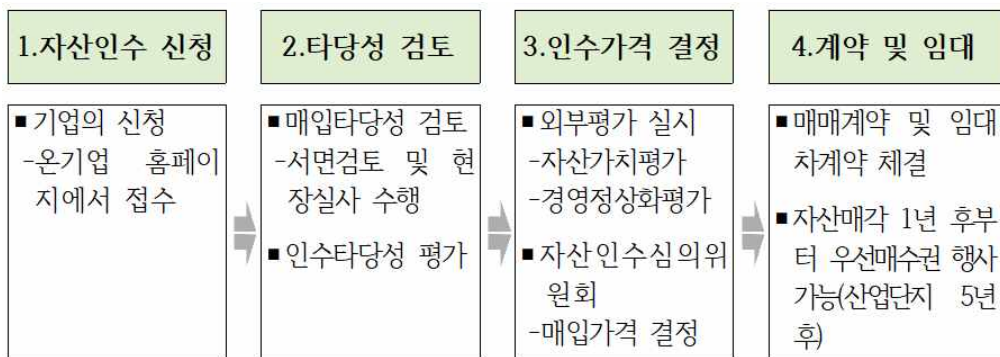 1.자산인수 신청
■ 기업의 신청
-온기업 홈페이
지에서 접수
2.타당성 검토
■ 매입타당성 검토
-서면검토 및 현
장실사 수행
■ 인수타당성 평가
3.인수가격 결정
■ 외부평가 실시
-자산가치평가
-경영정상화평가
■ 자산인수심의위
원회
-매입가격 결정
4.계약 및 임대
■ 매매계약 및 임대
차계약 체결
■ 자산매각 1년 후부
터 우선매수권 행사
가능(산업단지 5년
후)